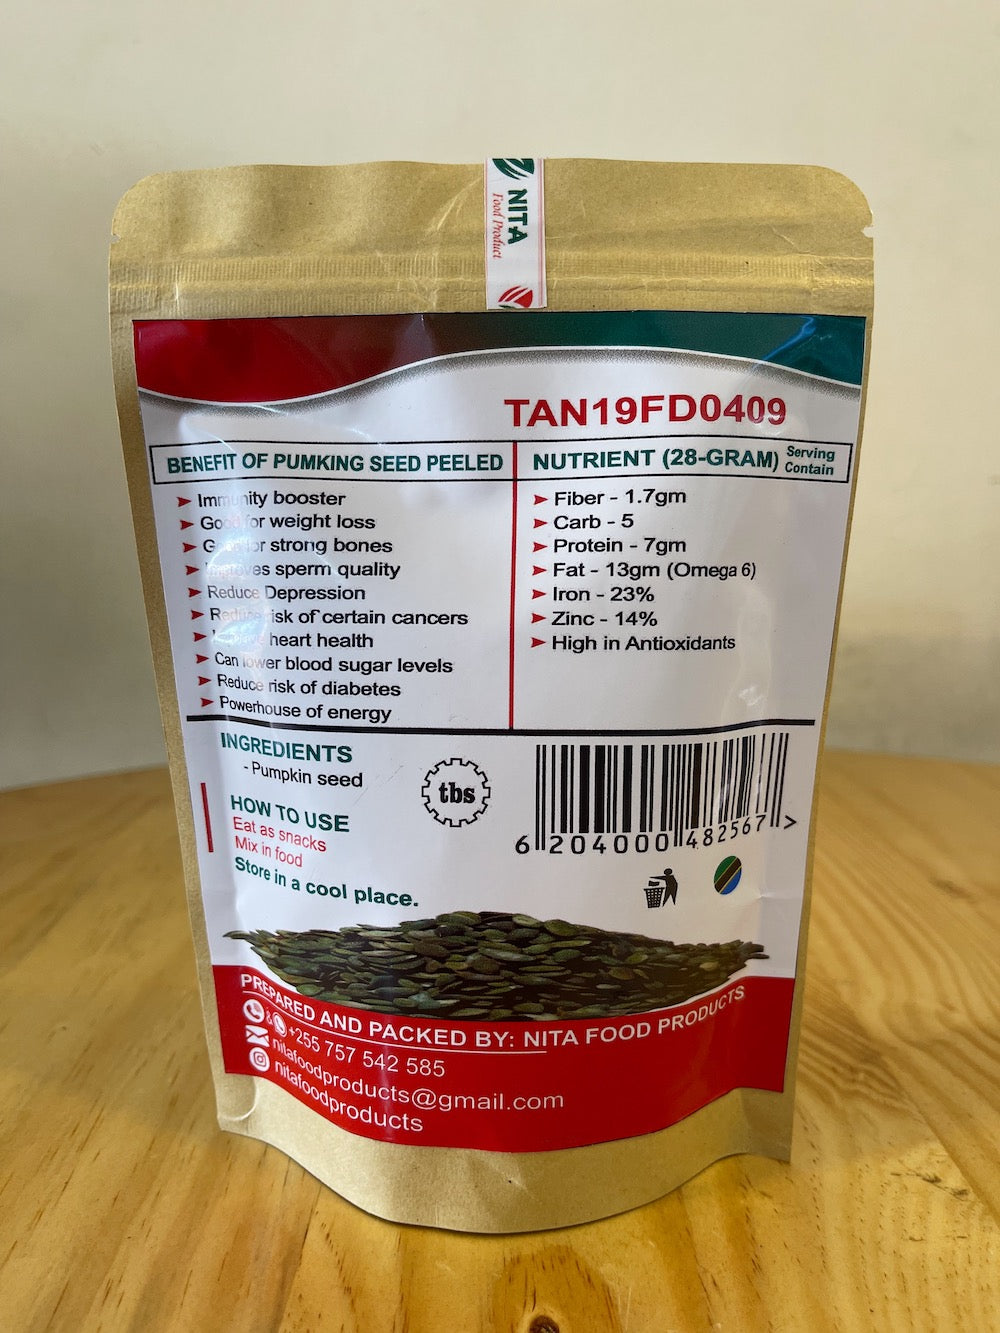 NITA
Food Product
TAN19FD0409
BENEFIT OF PUMKING SEED PEELED
Immunity booster
Good for weight loss
Good for strong bones
Improves sperm quality
Reduce Depression
Reduce risk of certain cancers
heart health
Can lower blood sugar levels
Reduce risk of diabetes
Powerhouse of energy
NUTRIENT (28-GRAM) Serving Contain
Fiber - 1.7gm
Carb - 5
Protein - 7gm
Fat - 13gm (Omega 6)
Iron - 23%
Zinc - 14%
High in Antioxidants
INGREDIENTS
- Pumpkin seed
HOW TO USE
Eat as snacks
Mix in food
Store in a cool place.
tbs
6 204000 482567 >
PREPARED AND PACKED BY: NITA FOOD PRODUCTS
& +255 757 542 585
nitafoodproducts@gmail.com
nitafoodproducts